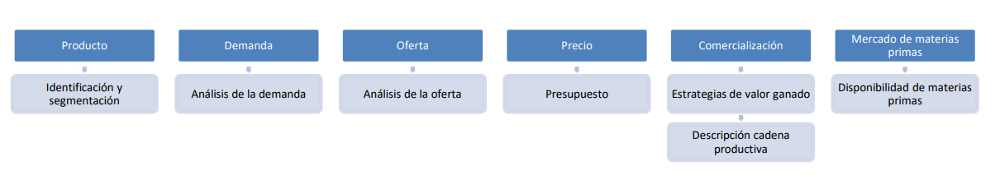 Producto
Demanda
Oferta
Precio
Comercialización
Mercado de materias
primas
Identificación y
segmentación
Análisis de la demanda
Análisis de la oferta
Presupuesto
Estrategias de valor ganado
Disponibilidad de materias
primas
Descripción cadena
productiva